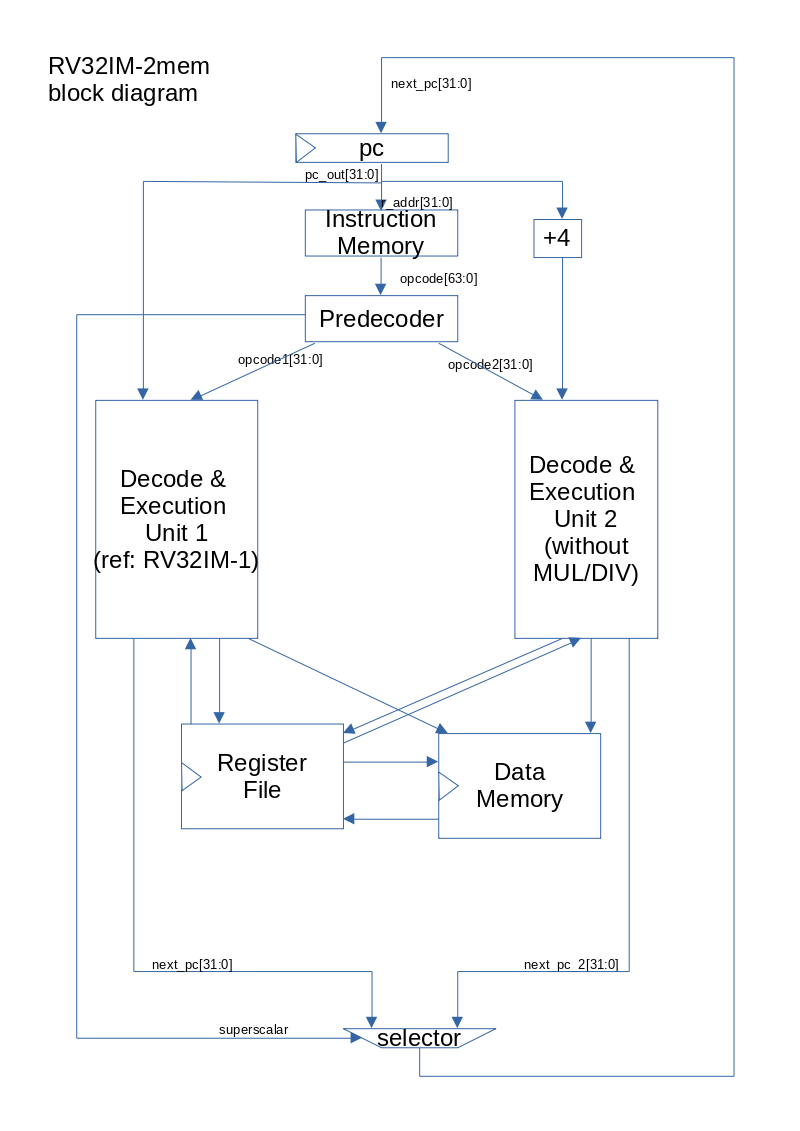 RV32IM-2mem
block diagram
next_pc[31:0]
pc
pc_out[31:0]
r_addr[31:0]
Instruction
Memory
+4
opcode[63:0]
Predecoder
opcode1[31:0]
opcode2[31:0]
Decode &
Execution
Unit 1
(ref: RV32IM-1)
Decode &
Execution
Unit 2
(without
MUL/DIV)
Register
File
Data
Memory
next_pc[31:0]
next_pc_2[31:0]
superscalar
selector